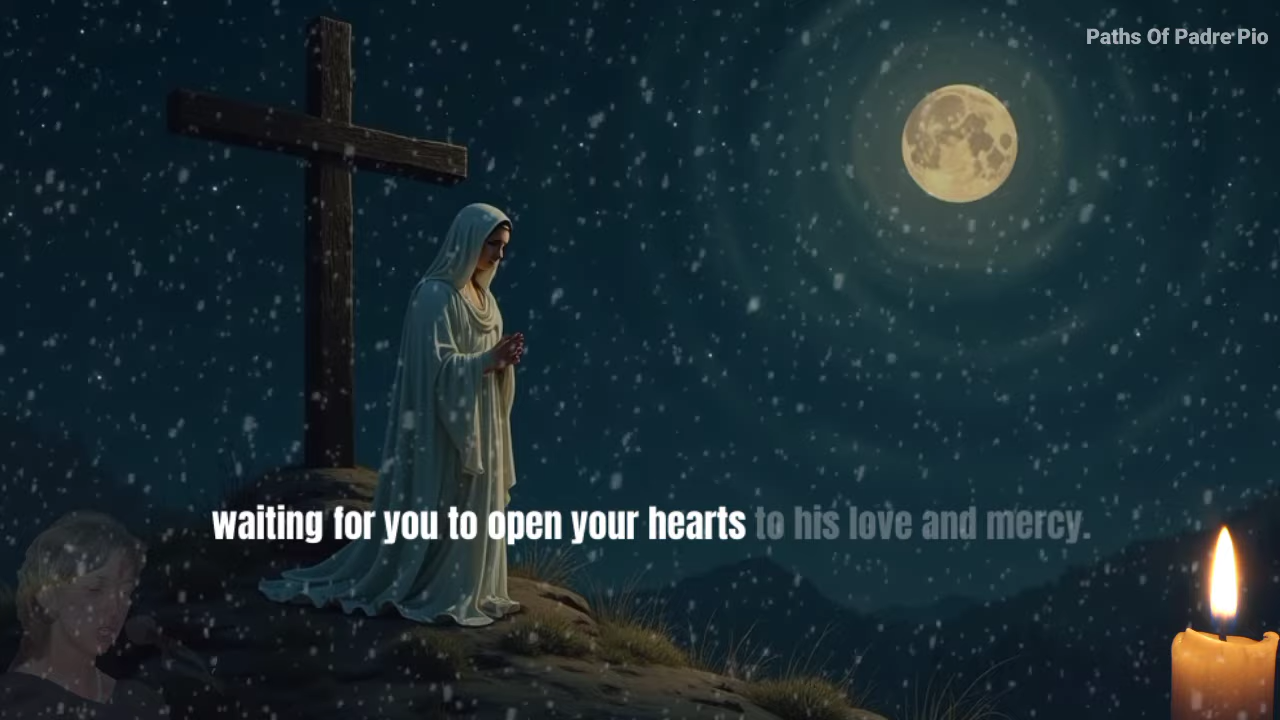 Paths Of Padre Pio
waiting for you to open your hearts to his love and mercy.